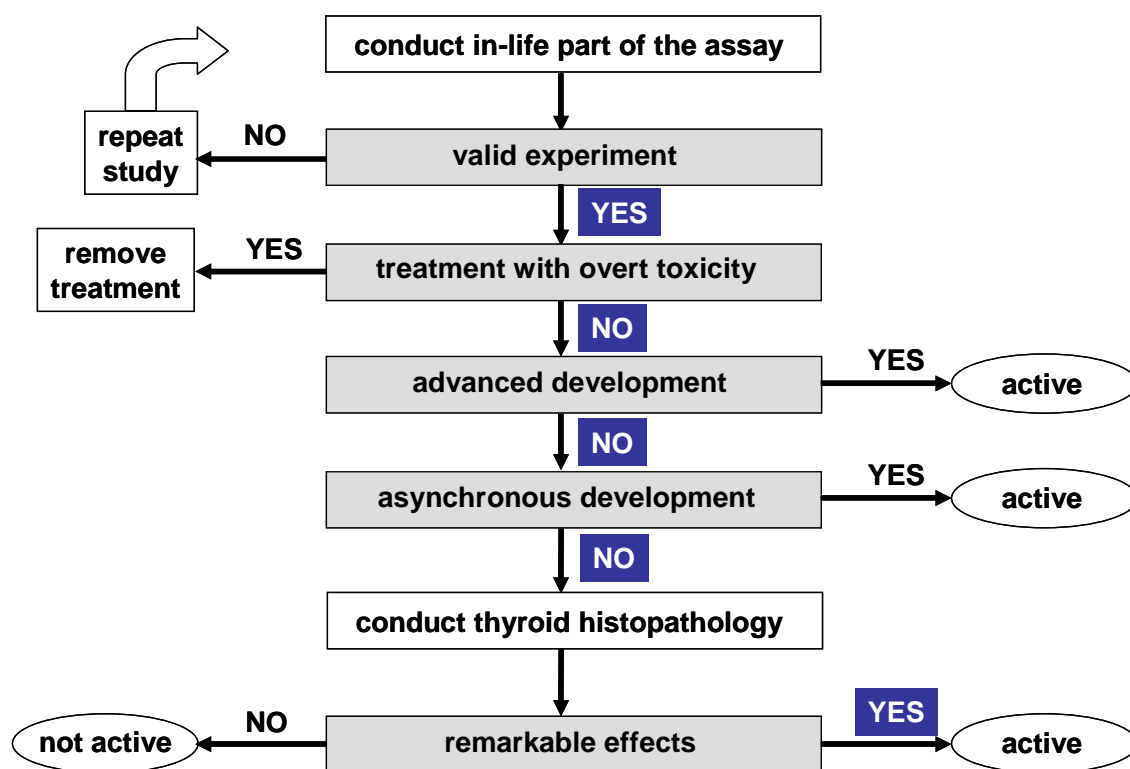 conduct in-life part of the assay
repeat
study
NO
valid experiment
YES
remove
treatment
YES
treatment with overt toxicity
NO
advanced development
YES
active
NO
asynchronous development
YES
active
NO
conduct thyroid histopathology
not active
NO
remarkable effects
YES
active